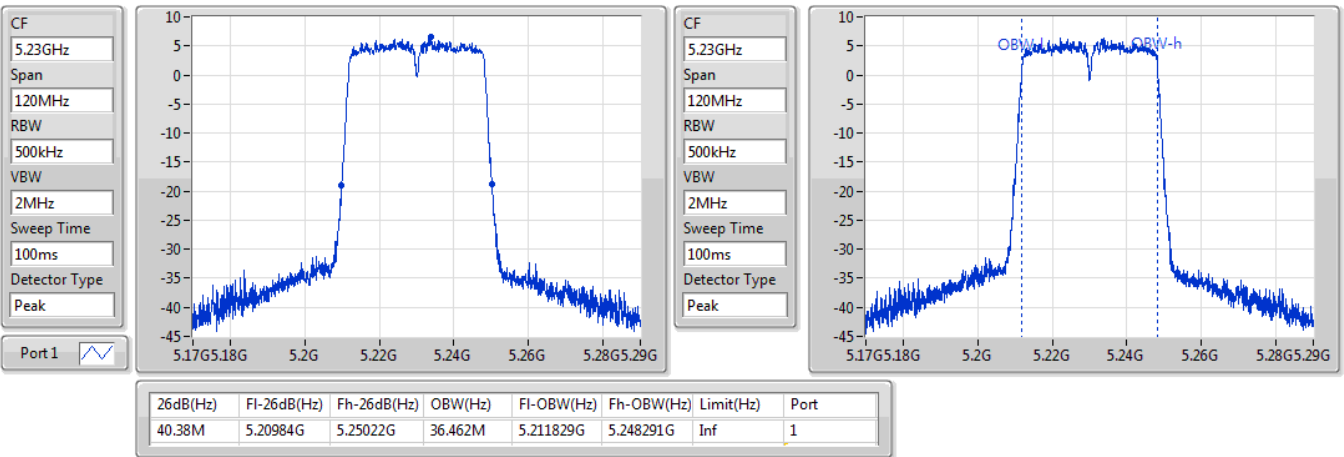 CF
5.23GHz
Span
120MHz
RBW
500kHz
VBW
2MHz
Sweep Time
100ms
Detector Type
Peak
Port 1
10
5
0
-5
-10
-15
-20
-25
-30
-35
-40
-45
5.17G5.18G 5.2G 5.22G 5.24G 5.26G 5.28G5.29G
CF
5.23GHz
Span
120MHz
RBW
500kHz
VBW
2MHz
Sweep Time
100ms
Detector Type
Peak
10
5
0
-5
-10
-15
-20
-25
-30
-35
-40
-45
OBW-l OBW-h
5.17G5.18G 5.2G 5.22G 5.24G 5.26G 5.28G5.29G
26dB(Hz) Fl-26dB(Hz) Fh-26dB(Hz) OBW(Hz) Fl-OBW(Hz) Fh-OBW(Hz) Limit(Hz) Port
40.38M 5.20984G 5.25022G 36.462M 5.211829G 5.248291G Inf 1